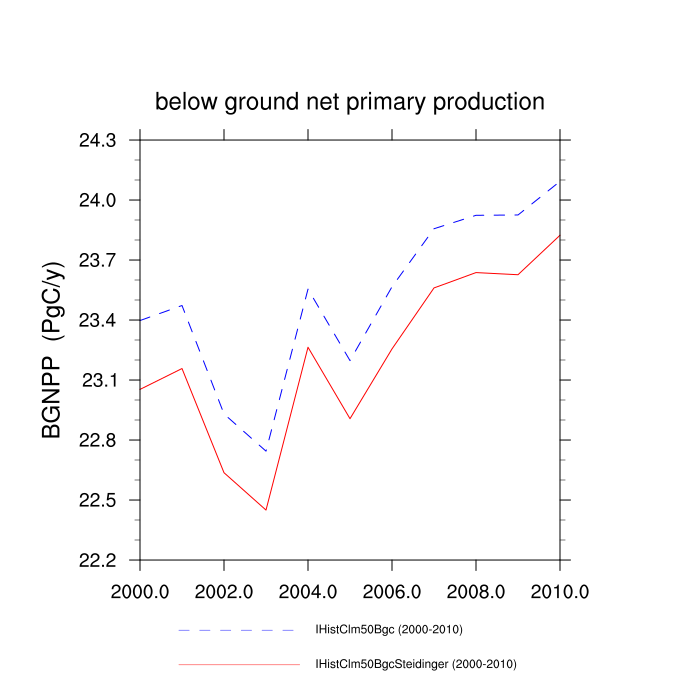 below ground net primary production
24.3
24.0
23.7
23.4
23.1
22.8
22.5
22.2
BGNPP (PgC/y)
2000.0 2002.0 2004.0 2006.0 2008.0 2010.0
IHistClm50Bgc (2000-2010)
IHistClm50BgcSteidinger (2000-2010)